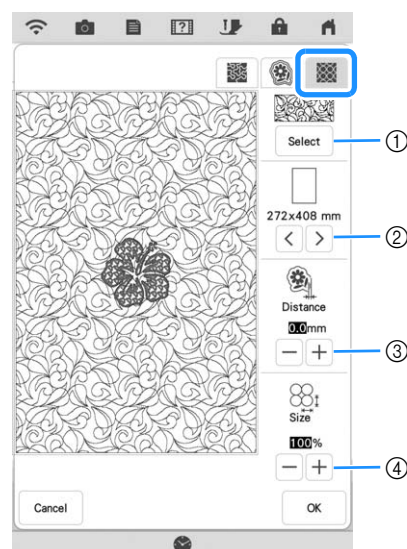 ?
Select
①
272x408 mm
②
Distance
0.0mm
③
Size
100%
④
Cancel
OK